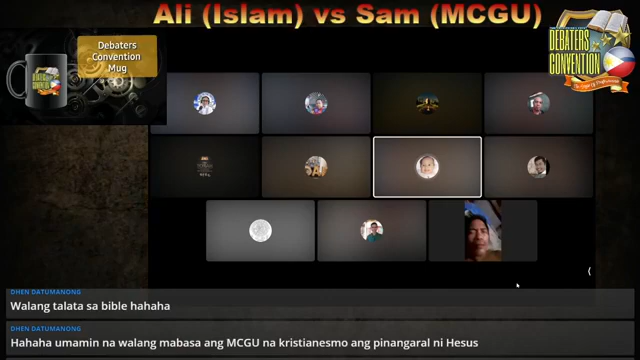 Ali (Islam) vs Sam (MCGU)
Debaters
Convention
Mug
DEBATERS
CONVENTION
DHEN DATUMANONG
Walang talata sa bible hahaha
DHEN DATUMANONG
Hahaha umamin na walang mabasa ang MCGU na kristianesmo ang pinangaral ni Hesus